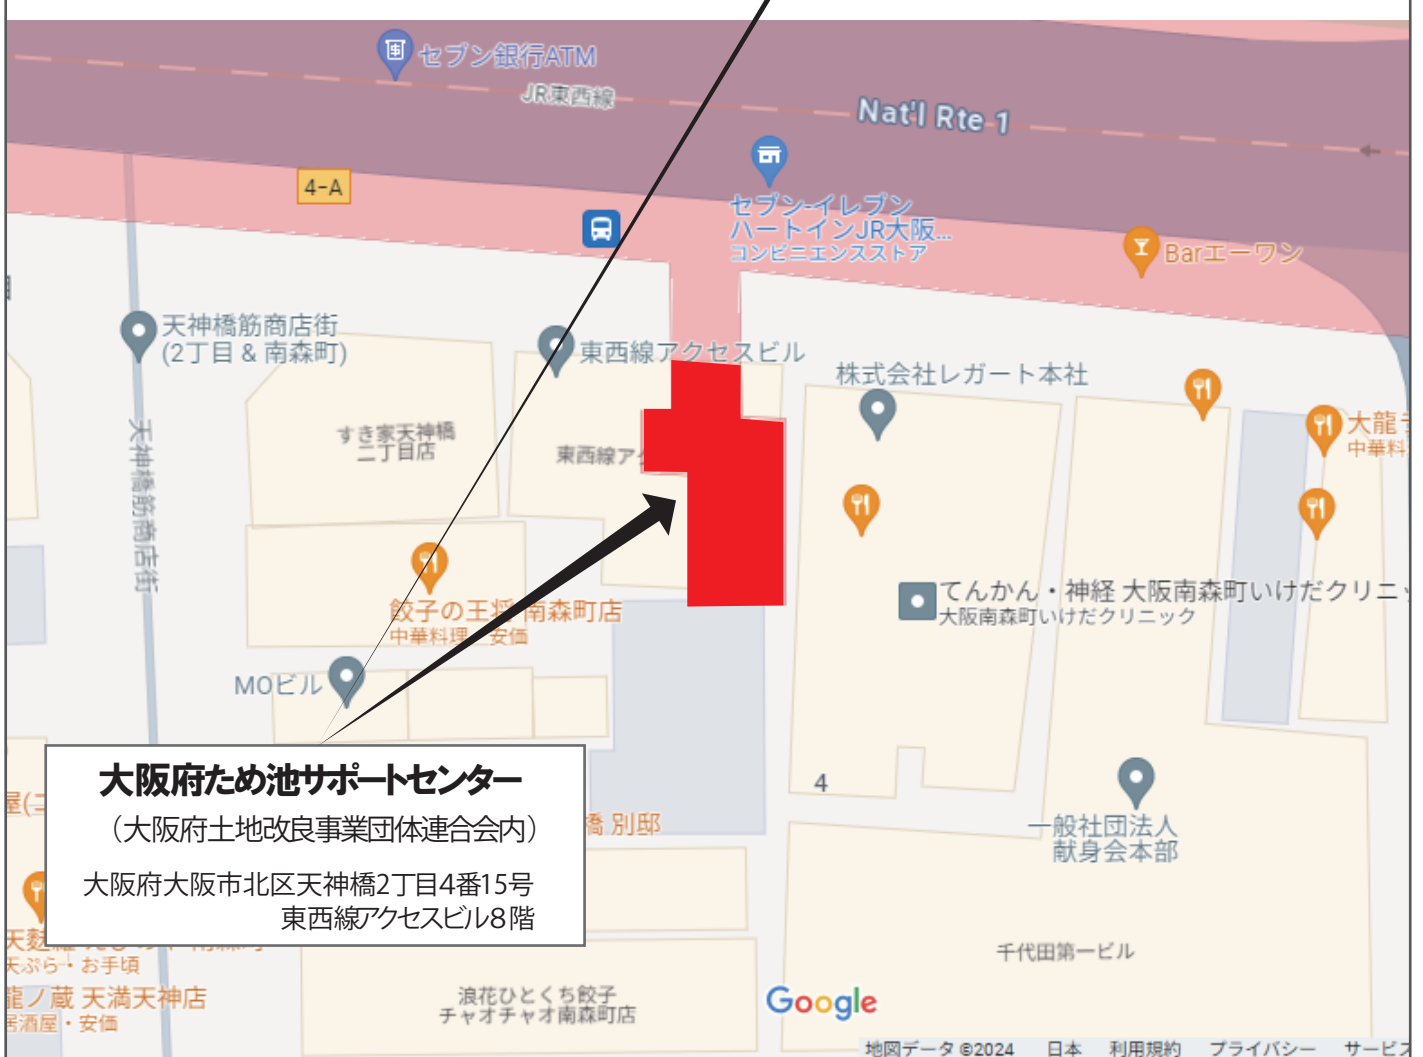 セブン銀行ATM
JR東西線
Nat'l Rte 1
4-A
セブン-イレブン
ハートインJR大阪...
コンビニエンスストア
Barエーワン
天神橋筋商店街
(2丁目 & 南森町)
東西線アクセスビル
株式会社レガート本社
大龍
中華料
すき家天神橋
二丁目店
東西線ア
天神橋筋商店街
餃子の王将 南森町店
中華料理・安価
てんかん・神経 大阪南森町いけだクリニッ
大阪南森町いけだクリニック
MOビル
大阪府ため池サポートセンター
（大阪府土地改良事業団体連合会内）
大阪府大阪市北区天神橋2丁目4番15号
東西線アクセスビル8階
4
橋 別邸
一般社団法人
献身会本部
天ぷら・お手頃
龍ノ蔵 天満天神店
居酒屋・安価
千代田第一ビル
浪花ひとくち餃子
チャオチャオ南森町店
Google
地図データ ©2024 日本 利用規約 プライバシー サービス